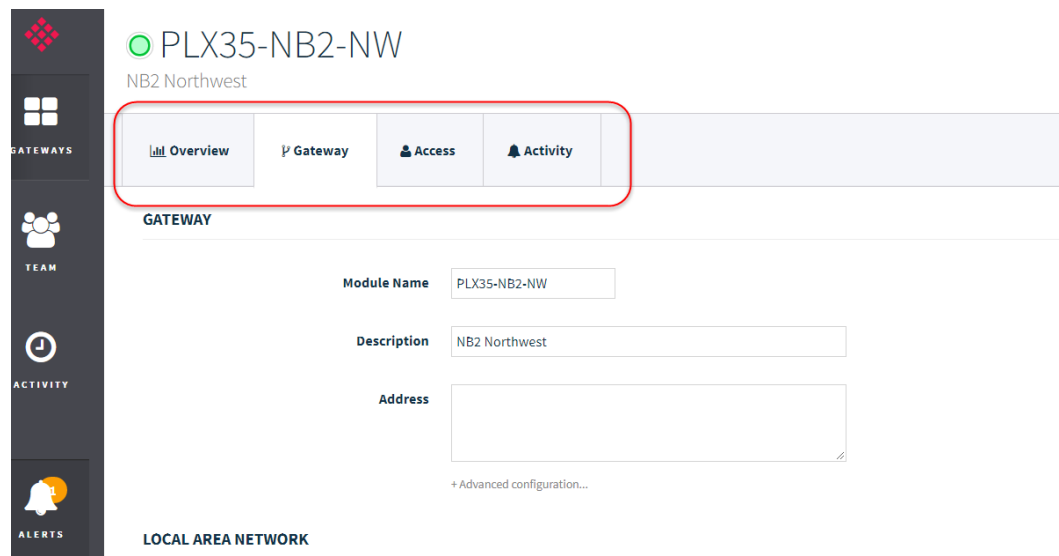 PLX35-NB2-NW
NB2 Northwest
GATEWAYS
Overview Gateway Access Activity
GATEWAY
TEAM
Module Name PLX35-NB2-NW
Description NB2 Northwest
ACTIVITY
Address
+ Advanced configuration...
1
ALERTS
LOCAL AREA NETWORK